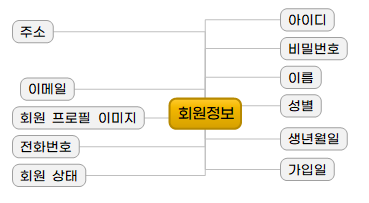 주소
이메일
회원 프로필 이미지
전화번호
회원 상태
회원정보
아이디
비밀번호
이름
성별
생년월일
가입일